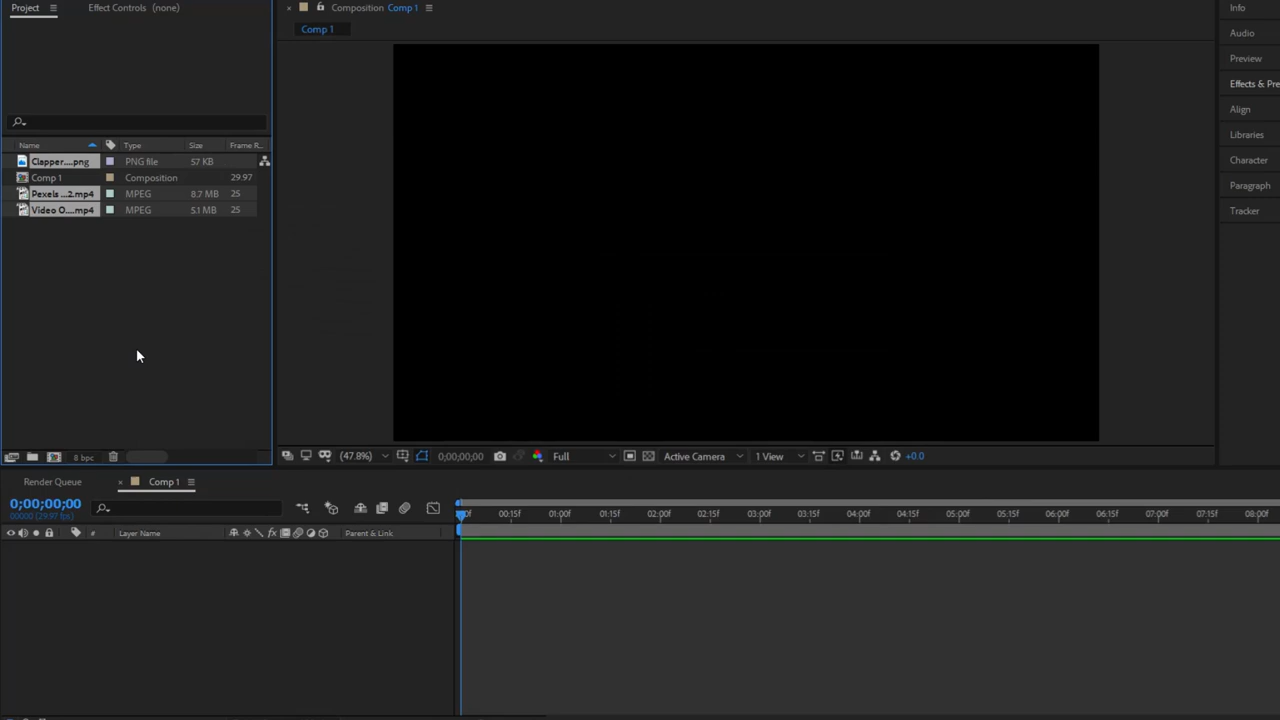 Project
Effect Controls (none)
Composition Comp 1
Comp 1
Info
Audio
Preview
Effects & Pre
Align
Libraries
Character
Paragraph
Tracker
Name Type Size Frame R...
Clapper....png PNG file 57 KB
Comp 1 Composition 29.97
Pexels ...2.mp4 MPEG 8.7 MB 25
Video O....mp4 MPEG 5.1 MB 25
8 bpc
(47.8%) 0;00;00;00 Full Active Camera 1 View +0.0
Render Queue
Comp 1
0;00;00;00
00000 (29.97 fps)
# Layer Name fx Parent & Link
00:15f 01:00f 01:15f 02:00f 02:15f 03:00f 03:15f 04:00f 04:15f 05:00f 05:15f 06:00f 06:15f 07:00f 07:15f 08:00f